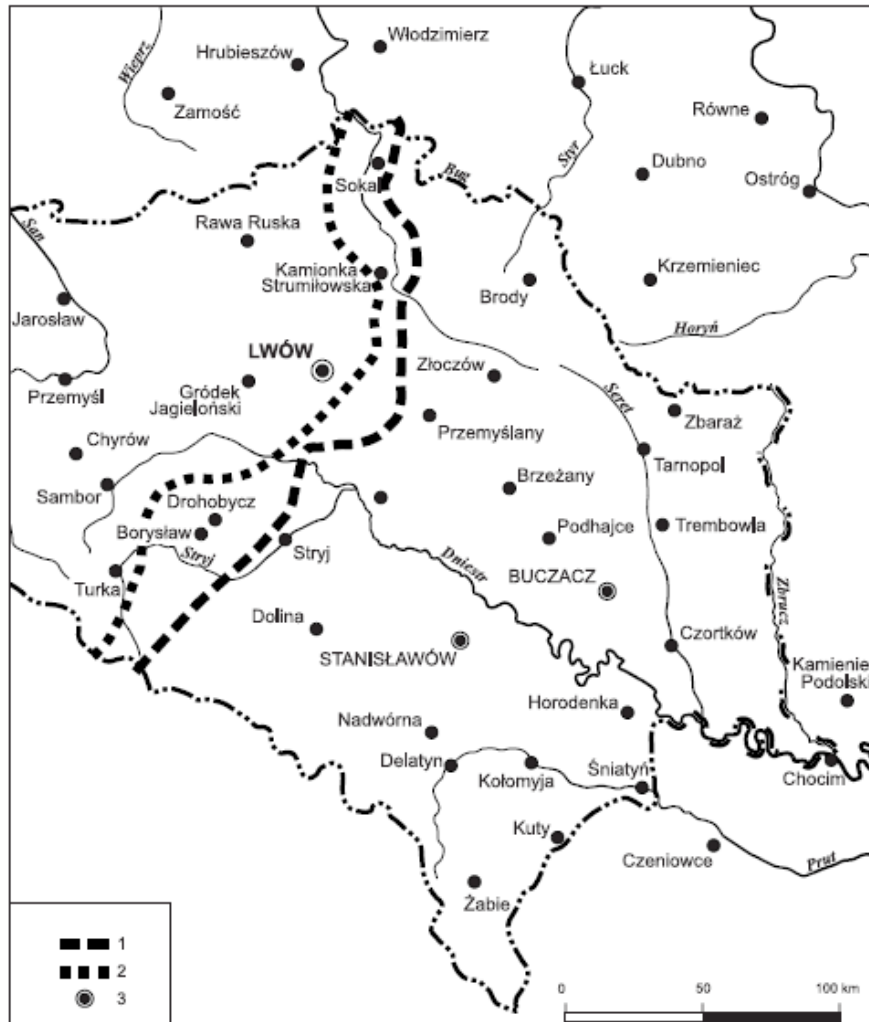 Włodzimierz
Hrubieszów
Wieprz
Zamość
Łuck
Równe
Styr
Dubno
Ostróg
Bug
Sokal
San
Rawa Ruska
Kamionka
Strumiłowska
Brody
Krzemieniec
Horyń
Jarosław
LWÓW
Złoczów
Seret
Przemyśl
Gródek
Jagieloński
Zbaraż
Przemyślany
Chyrów
Tarnopol
Sambor
Drohobycz
Brzeżany
Borysław
Podhajce
Trembowla
Stryj
Stryj
Dniestr
BUCZACZ
Zbrucz
Turka
Dolina
STANISŁAWÓW
Czortków
Kamieniec
Podolski
Horodenka
Nadwórna
Delatyn
Kołomyja
Śniatyń
Chocim
Kuty
Czeniowce
Prut
Żabie
1
2
3
0 50 100 km